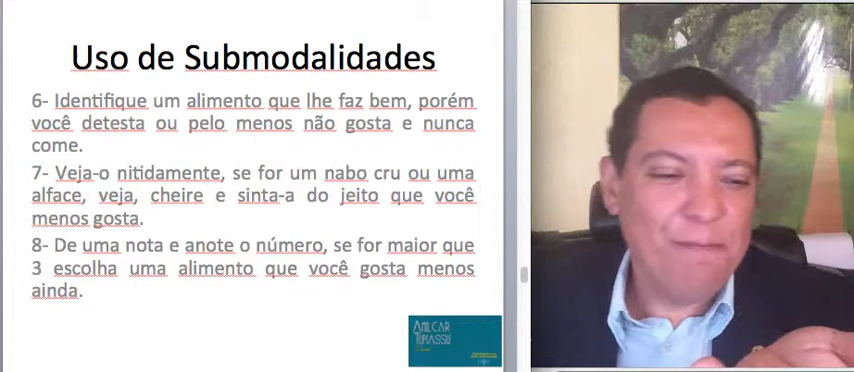 Uso de Submodalidades
6- Identifique um alimento que lhe faz bem, porém
você detesta ou pelo menos não gosta e nunca
come.
7- Veja-o nitidamente, se for um nabo cru ou uma
alface, veja, cheire e sinta-a do jeito que você
menos gosta.
8- De uma nota e anote o número, se for maior que
3 escolha uma alimento que você gosta menos
ainda.